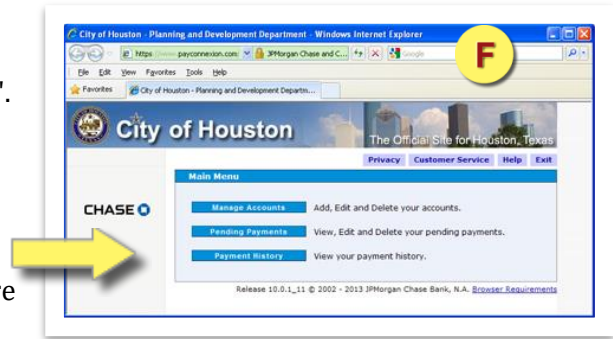 City of Houston - Planning and Development Department - Windows Internet Explorer
F
https payconnexion.com JPMorgan Chase and C...
Google
File Edit View Favorites Tools Help
Favorites City of Houston - Planning and Development Departm...
".
City of Houston
The Official Site for Houston, Texas
Privacy Customer Service Help Exit
Main Menu
CHASE
Manage Accounts Add, Edit and Delete your accounts.
Pending Payments View, Edit and Delete your pending payments.
Payment History View your payment history.
re
Release 10.0.1_11 © 2002 - 2013 JPMorgan Chase Bank, N.A. Browser Requirements